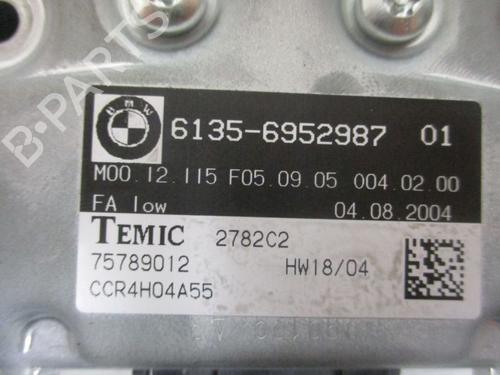 BMW
6135-6952987 01
M00.12.115 F05.09.05 004.02.00
FA low 04.08.2004
TEMIC 2782C2
75789012 HW18/04
CCR4H04A55
B-PARTS